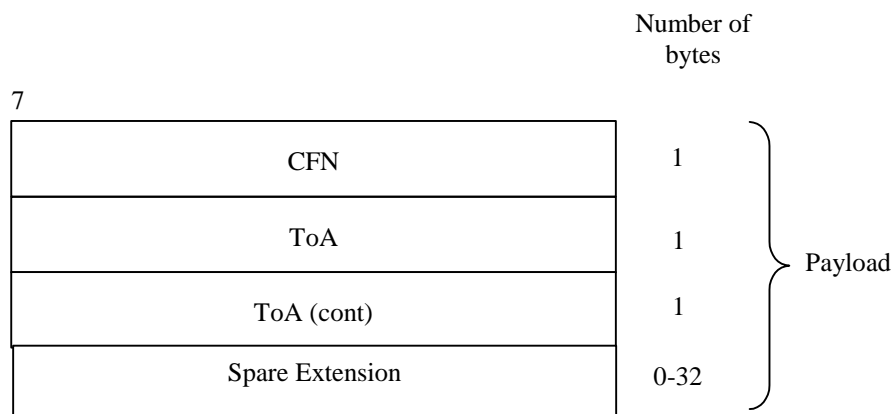 Number of
bytes
7
CFN
1
ToA
1
ToA (cont)
1
Payload
Spare Extension
0-32